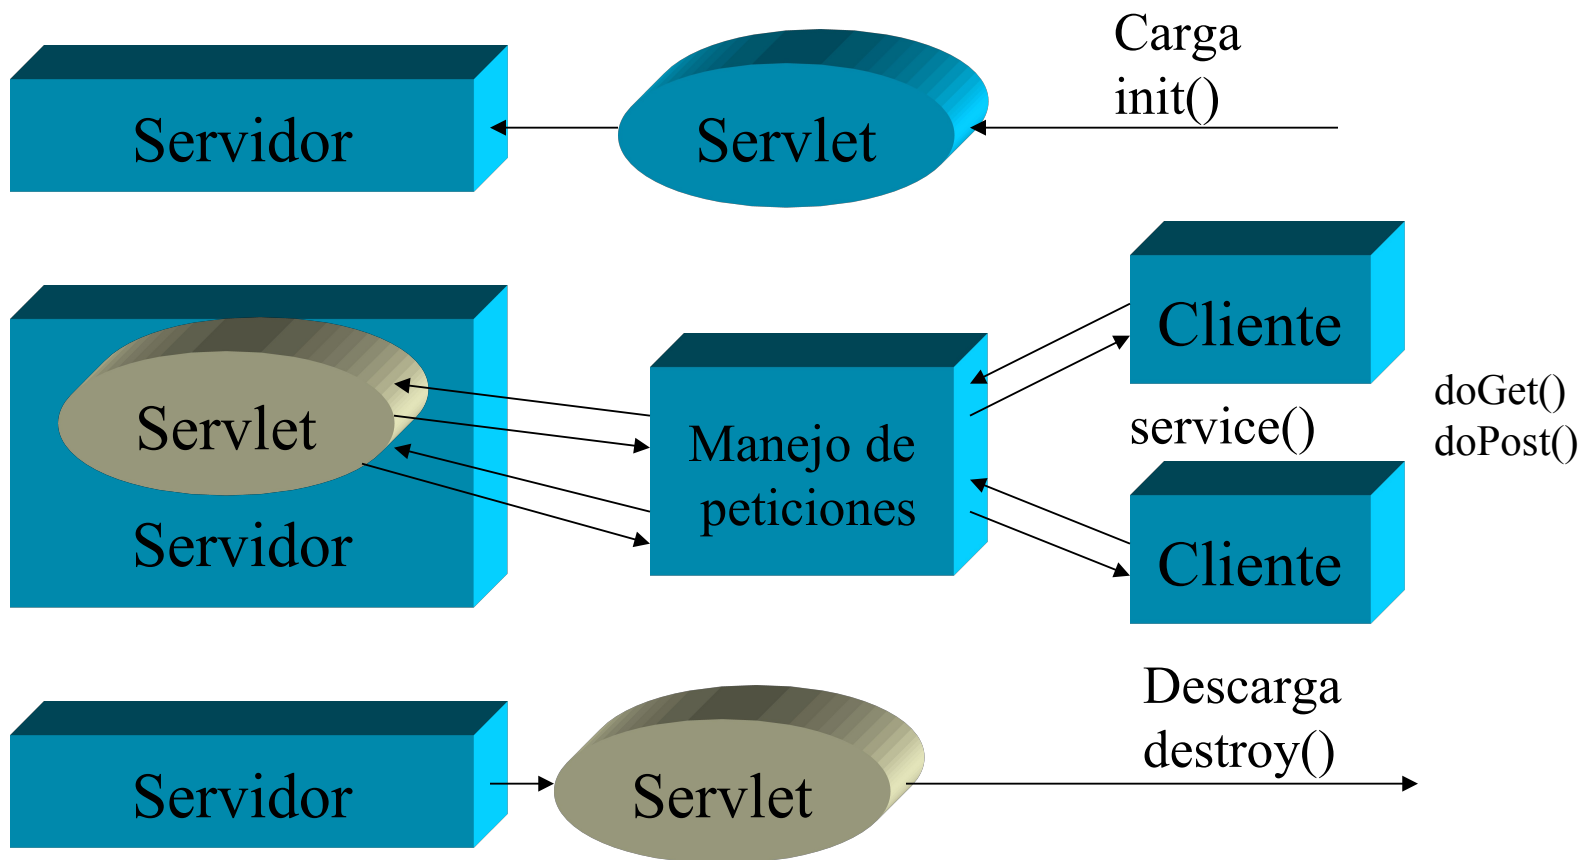 Carga
init()
Servidor
Servlet
Cliente
Servlet
Manejo de
peticiones
service()
doGet()
doPost()
Servidor
Cliente
Descarga
destroy()
Servidor
Servlet